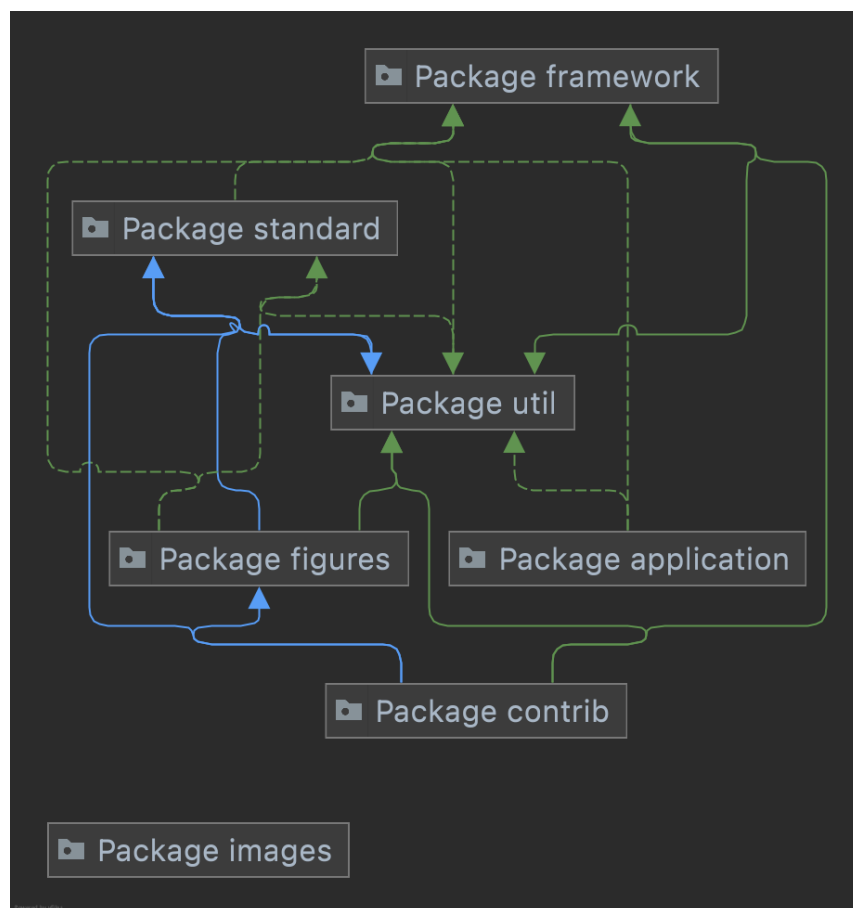 Package framework
Package standard
Package util
Package figures
Package application
Package contrib
Package images